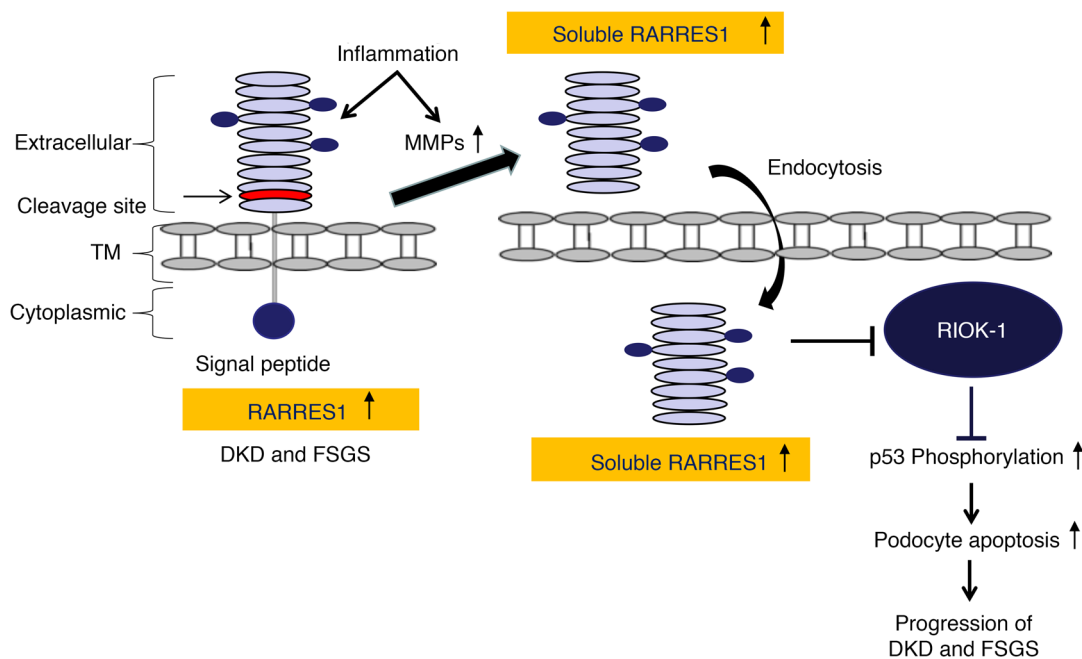 Soluble RARRES1
Inflammation
Extracellular
MMPs
Endocytosis
Cleavage site
TM
Cytoplasmic
RIOK-1
Signal peptide
RARRES1
DKD and FSGS
Soluble RARRES1
p53 Phosphorylation
Podocyte apoptosis
Progression of
DKD and FSGS